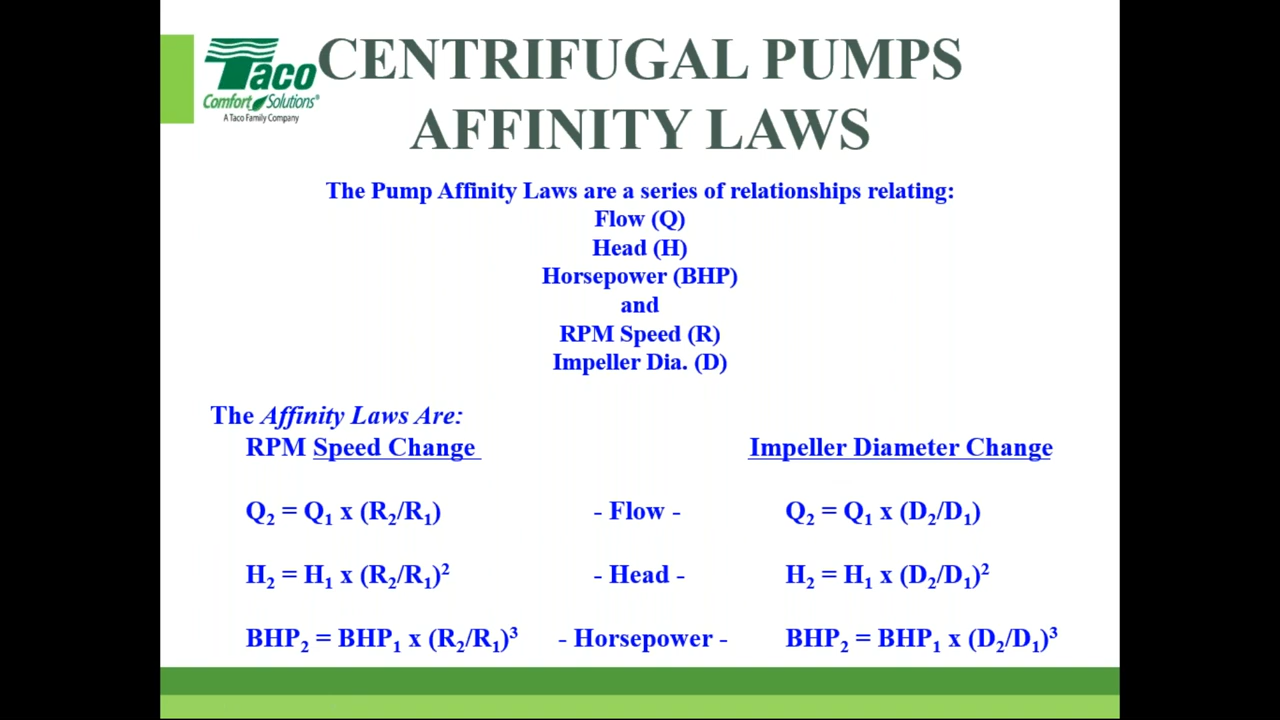 Taco
Comfort Solutions®
A Taco Family Company
CENTRIFUGAL PUMPS
AFFINITY LAWS
The Pump Affinity Laws are a series of relationships relating:
Flow (Q)
Head (H)
Horsepower (BHP)
and
RPM Speed (R)
Impeller Dia. (D)
The Affinity Laws Are:
RPM Speed Change Impeller Diameter Change
Q₂ = Q₁ x (R₂/R₁) - Flow - Q₂ = Q₁ x (D₂/D₁)
H₂ = H₁ x (R₂/R₁)² - Head - H₂ = H₁ x (D₂/D₁)²
BHP₂ = BHP₁ x (R₂/R₁)³ - Horsepower - BHP₂ = BHP₁ x (D₂/D₁)³